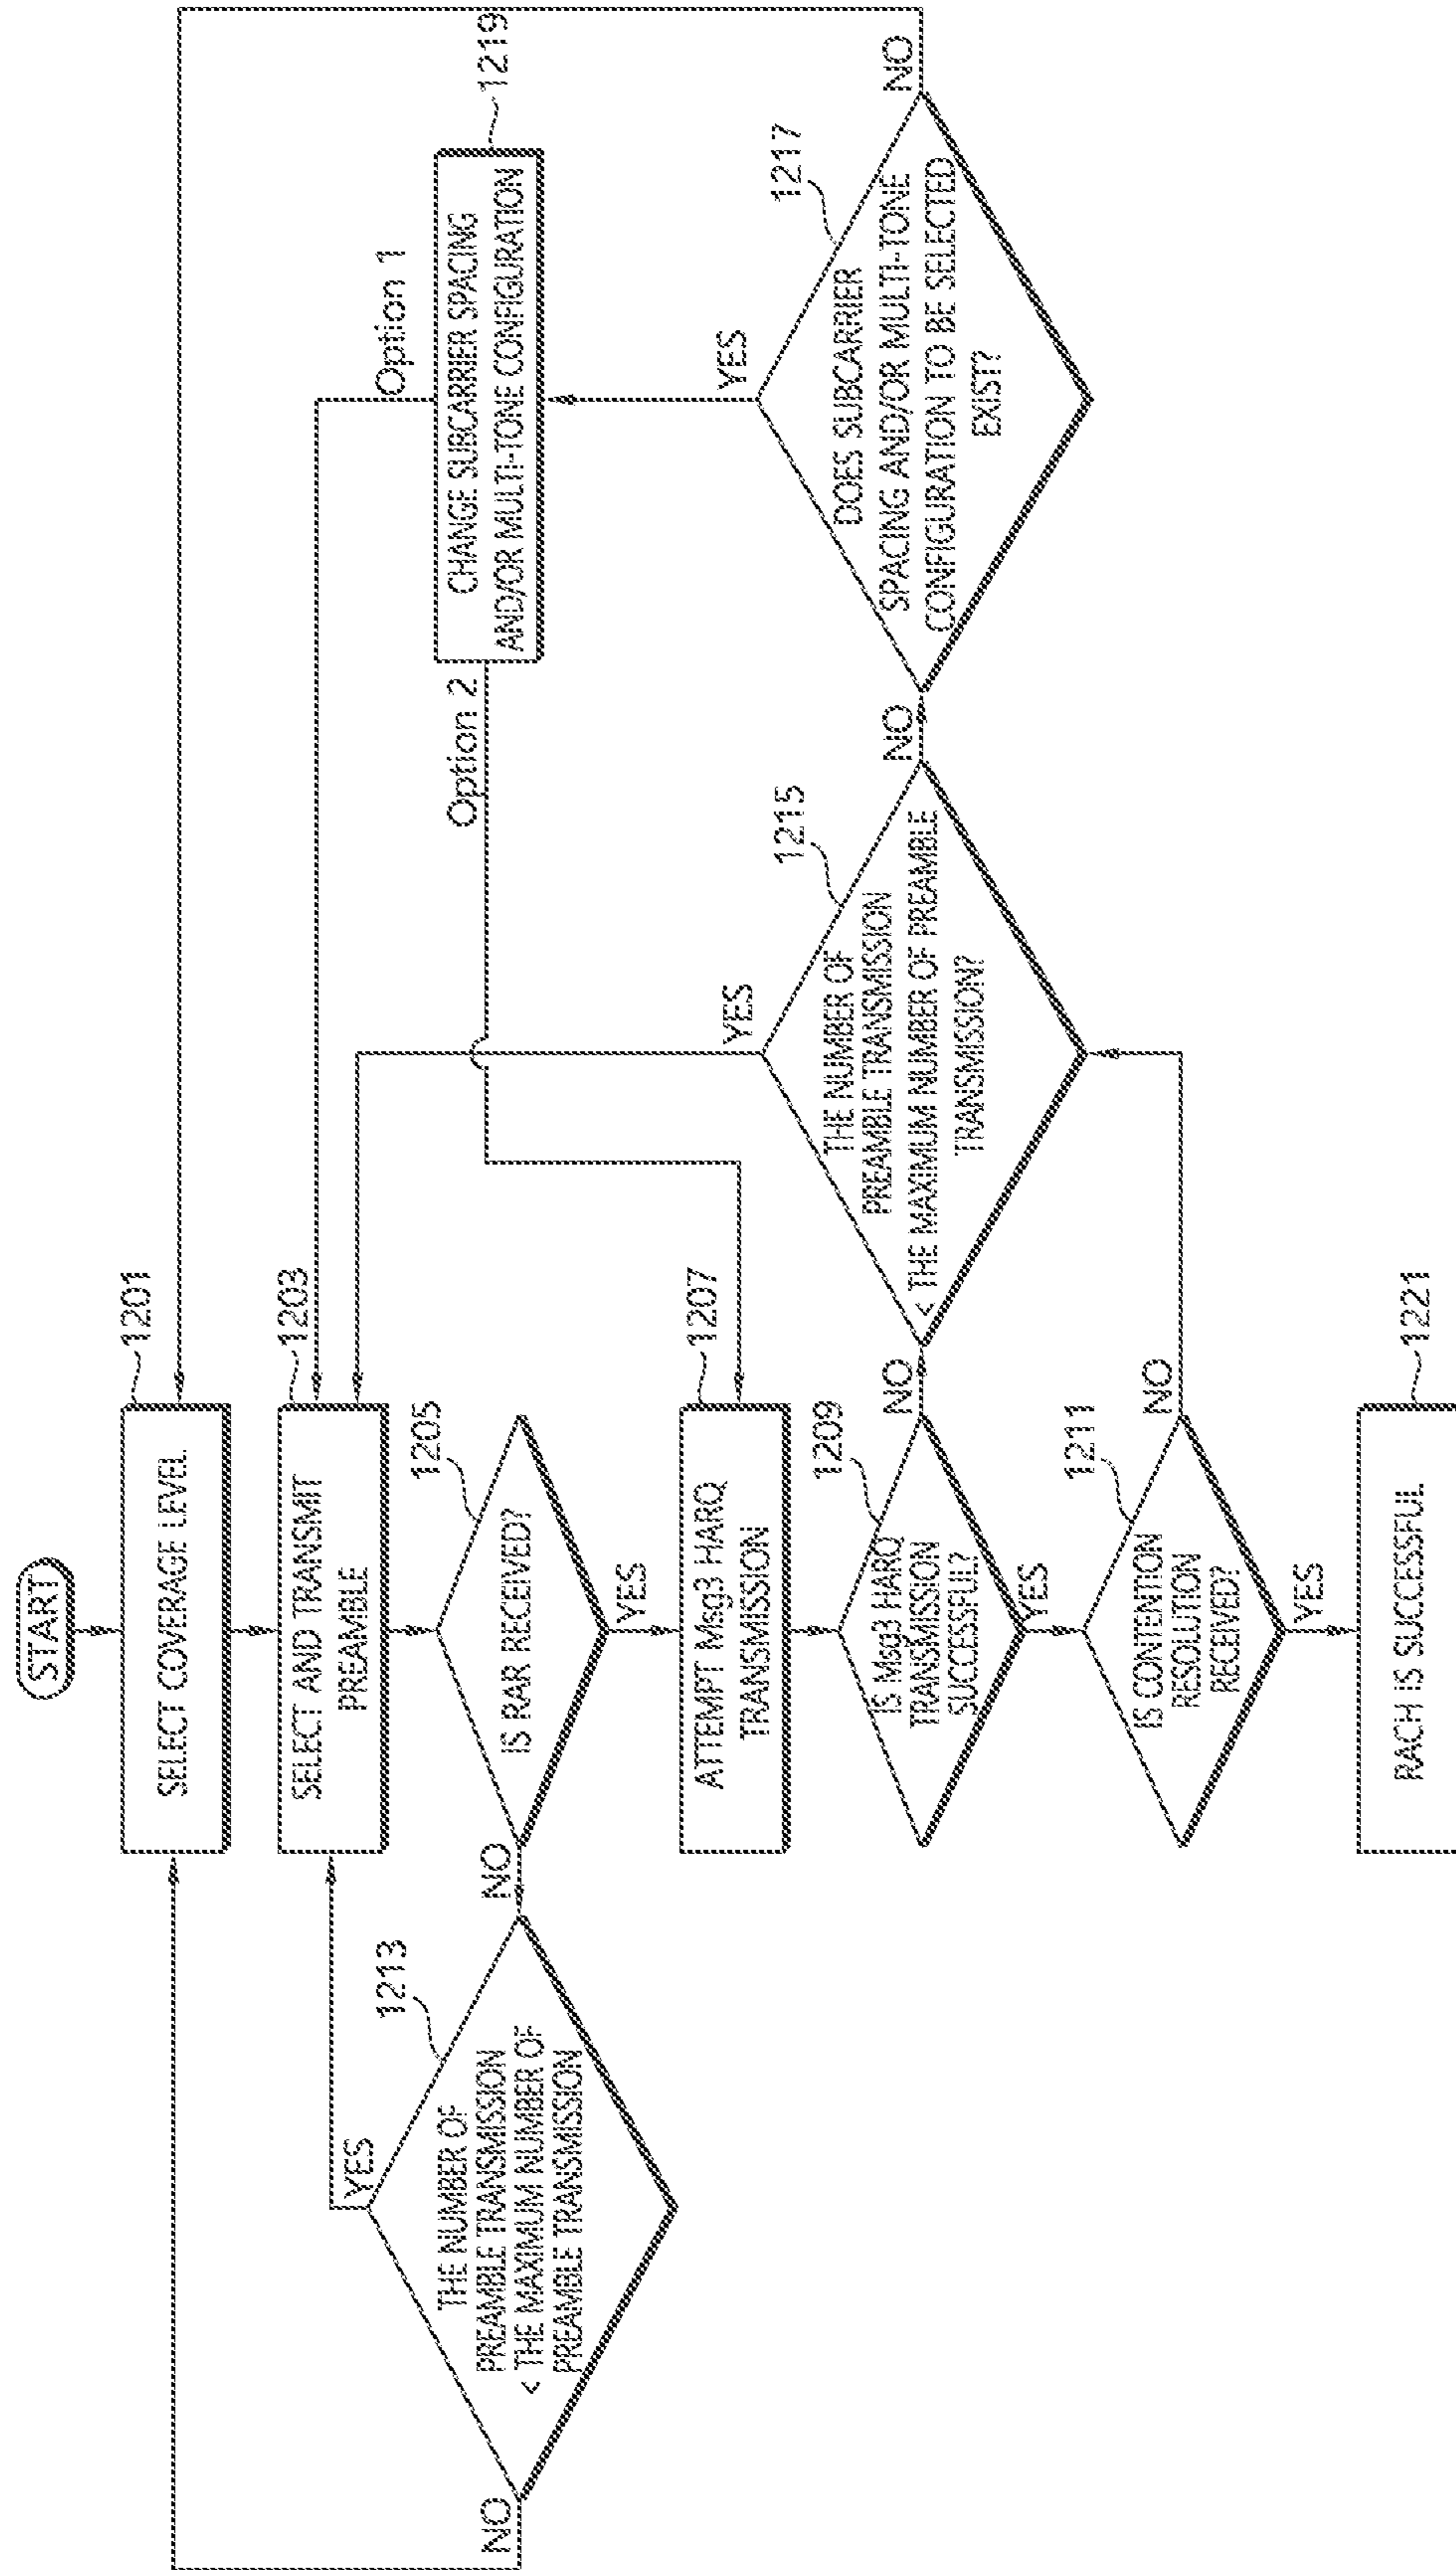 START
SELECT COVERAGE LEVEL
1201
SELECT AND TRANSMIT
PREAMBLE
1203
IS RAR RECEIVED?
1205
NO
YES
THE NUMBER OF
PREAMBLE TRANSMISSION
< THE MAXIMUM NUMBER OF
PREAMBLE TRANSMISSION
1213
YES
NO
ATTEMPT Msg3 HARQ
TRANSMISSION
1207
IS Msg3 HARQ
TRANSMISSION
SUCCESSFUL?
1209
NO
YES
IS CONTENTION
RESOLUTION
RECEIVED?
1211
NO
YES
RACH IS SUCCESSFUL
1221
THE NUMBER OF
PREAMBLE TRANSMISSION
< THE MAXIMUM NUMBER OF PREAMBLE
TRANSMISSION?
1215
YES
NO
DOES SUBCARRIER
SPACING AND/OR MULTI-TONE
CONFIGURATION TO BE SELECTED
EXIST?
1217
YES
NO
CHANGE SUBCARRIER SPACING
AND/OR MULTI-TONE CONFIGURATION
1219
Option 1
Option 2